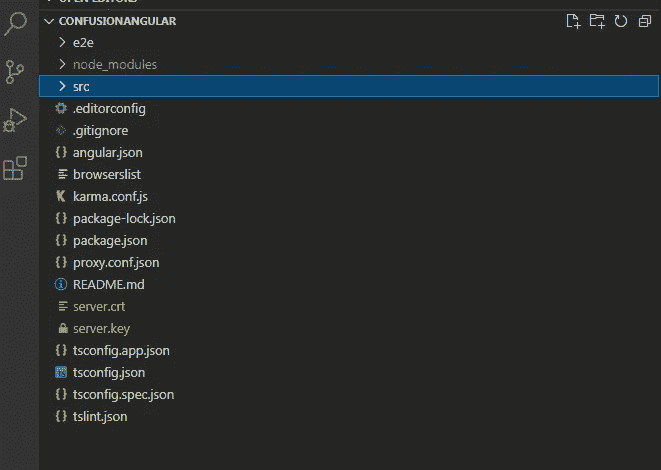 OPEN EDITORS
CONFUSIONANGULAR
e2e
node_modules
src
.editorconfig
.gitignore
angular.json
browserslist
karma.conf.js
package-lock.json
package.json
proxy.conf.json
README.md
server.crt
server.key
tsconfig.app.json
tsconfig.json
tsconfig.spec.json
tslint.json